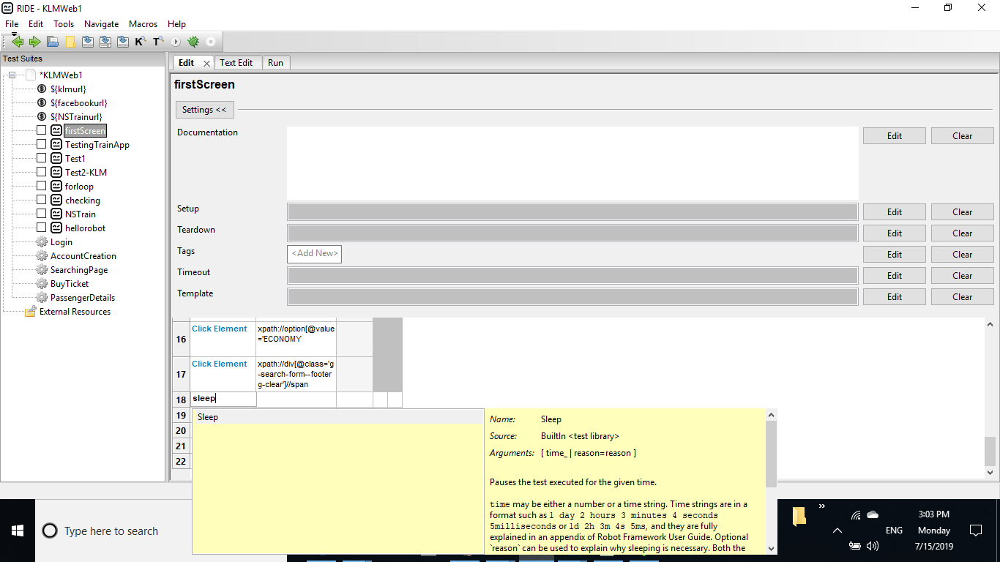 RIDE - KLMWeb1
File Edit Tools Navigate Macros Help
K T
Test Suites
*KLMWeb1
${klmurl}
${facebookurl}
${NSTrainurl}
firstScreen
TestingTrainApp
Test1
Test2-KLM
forloop
checking
NSTrain
hellorobot
Login
AccountCreation
SearchingPage
BuyTicket
PassengerDetails
External Resources
Edit Text Edit Run
firstScreen
Settings <<
Documentation Edit Clear
Setup Edit Clear
Teardown Edit Clear
Tags <Add New> Edit Clear
Timeout Edit Clear
Template Edit Clear
16 Click Element xpath://option[@value
='ECONOMY'
17 Click Element xpath://div[@class='g
-search-form--footer
g-clear']//span
18 sleep
19
20
21
22
Sleep
Name: Sleep
Source: BuiltIn <test library>
Arguments: [ time_ | reason=reason ]
Pauses the test executed for the given time.
time may be either a number or a time string. Time strings are in a
format such as 1 day 2 hours 3 minutes 4 seconds
5milliseconds or 1d 2h 3m 4s 5ms, and they are fully
explained in an appendix of Robot Framework User Guide. Optional
`reason` can be used to explain why sleeping is necessary. Both the
Type here to search
ENG
3:03 PM
Monday
7/15/2019